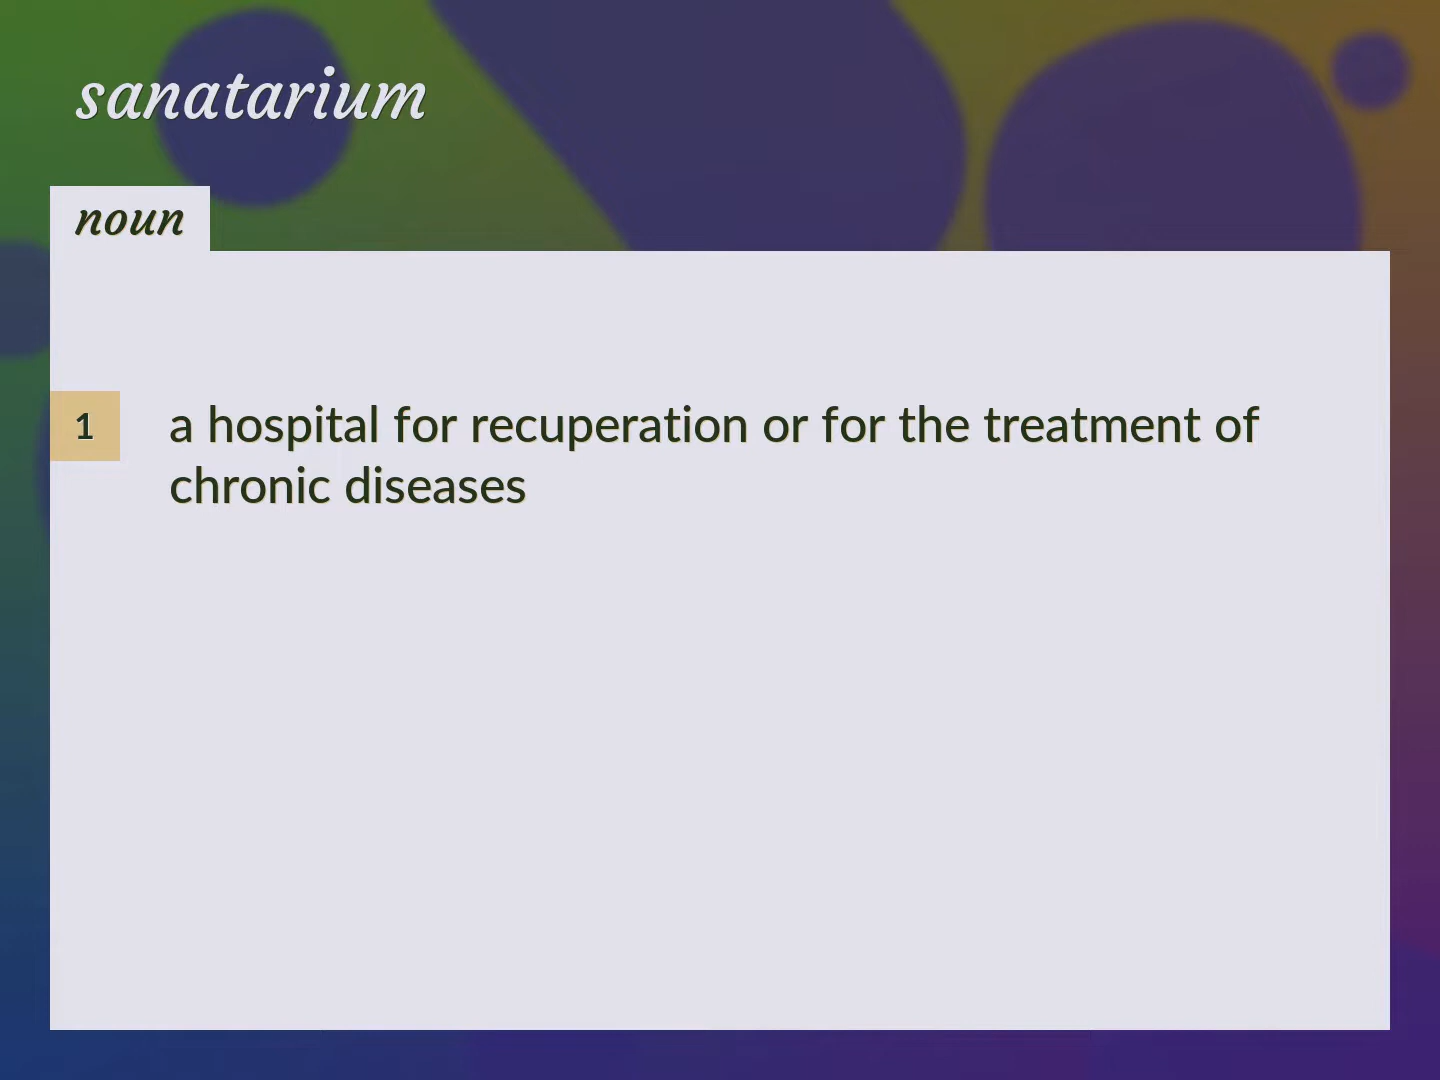 sanatarium
noun
1 a hospital for recuperation or for the treatment of
chronic diseases